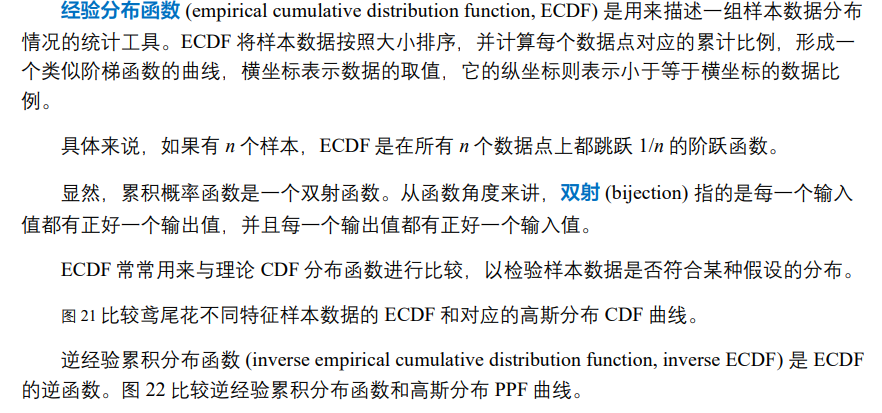 经验分布函数 (empirical cumulative distribution function, ECDF) 是用来描述一组样本数据分布
情况的统计工具。ECDF 将样本数据按照大小排序，并计算每个数据点对应的累计比例，形成一
个类似阶梯函数的曲线，横坐标表示数据的取值，它的纵坐标则表示小于等于横坐标的数据比
例。
具体来说，如果有 n 个样本，ECDF 是在所有 n 个数据点上都跳跃 1/n 的阶跃函数。
显然，累积概率函数是一个双射函数。从函数角度来讲，双射 (bijection) 指的是每一个输入
值都有正好一个输出值，并且每一个输出值都有正好一个输入值。
ECDF 常常用来与理论 CDF 分布函数进行比较，以检验样本数据是否符合某种假设的分布。
图 21 比较鸢尾花不同特征样本数据的 ECDF 和对应的高斯分布 CDF 曲线。
逆经验累积分布函数 (inverse empirical cumulative distribution function, inverse ECDF) 是 ECDF
的逆函数。图 22 比较逆经验累积分布函数和高斯分布 PPF 曲线。